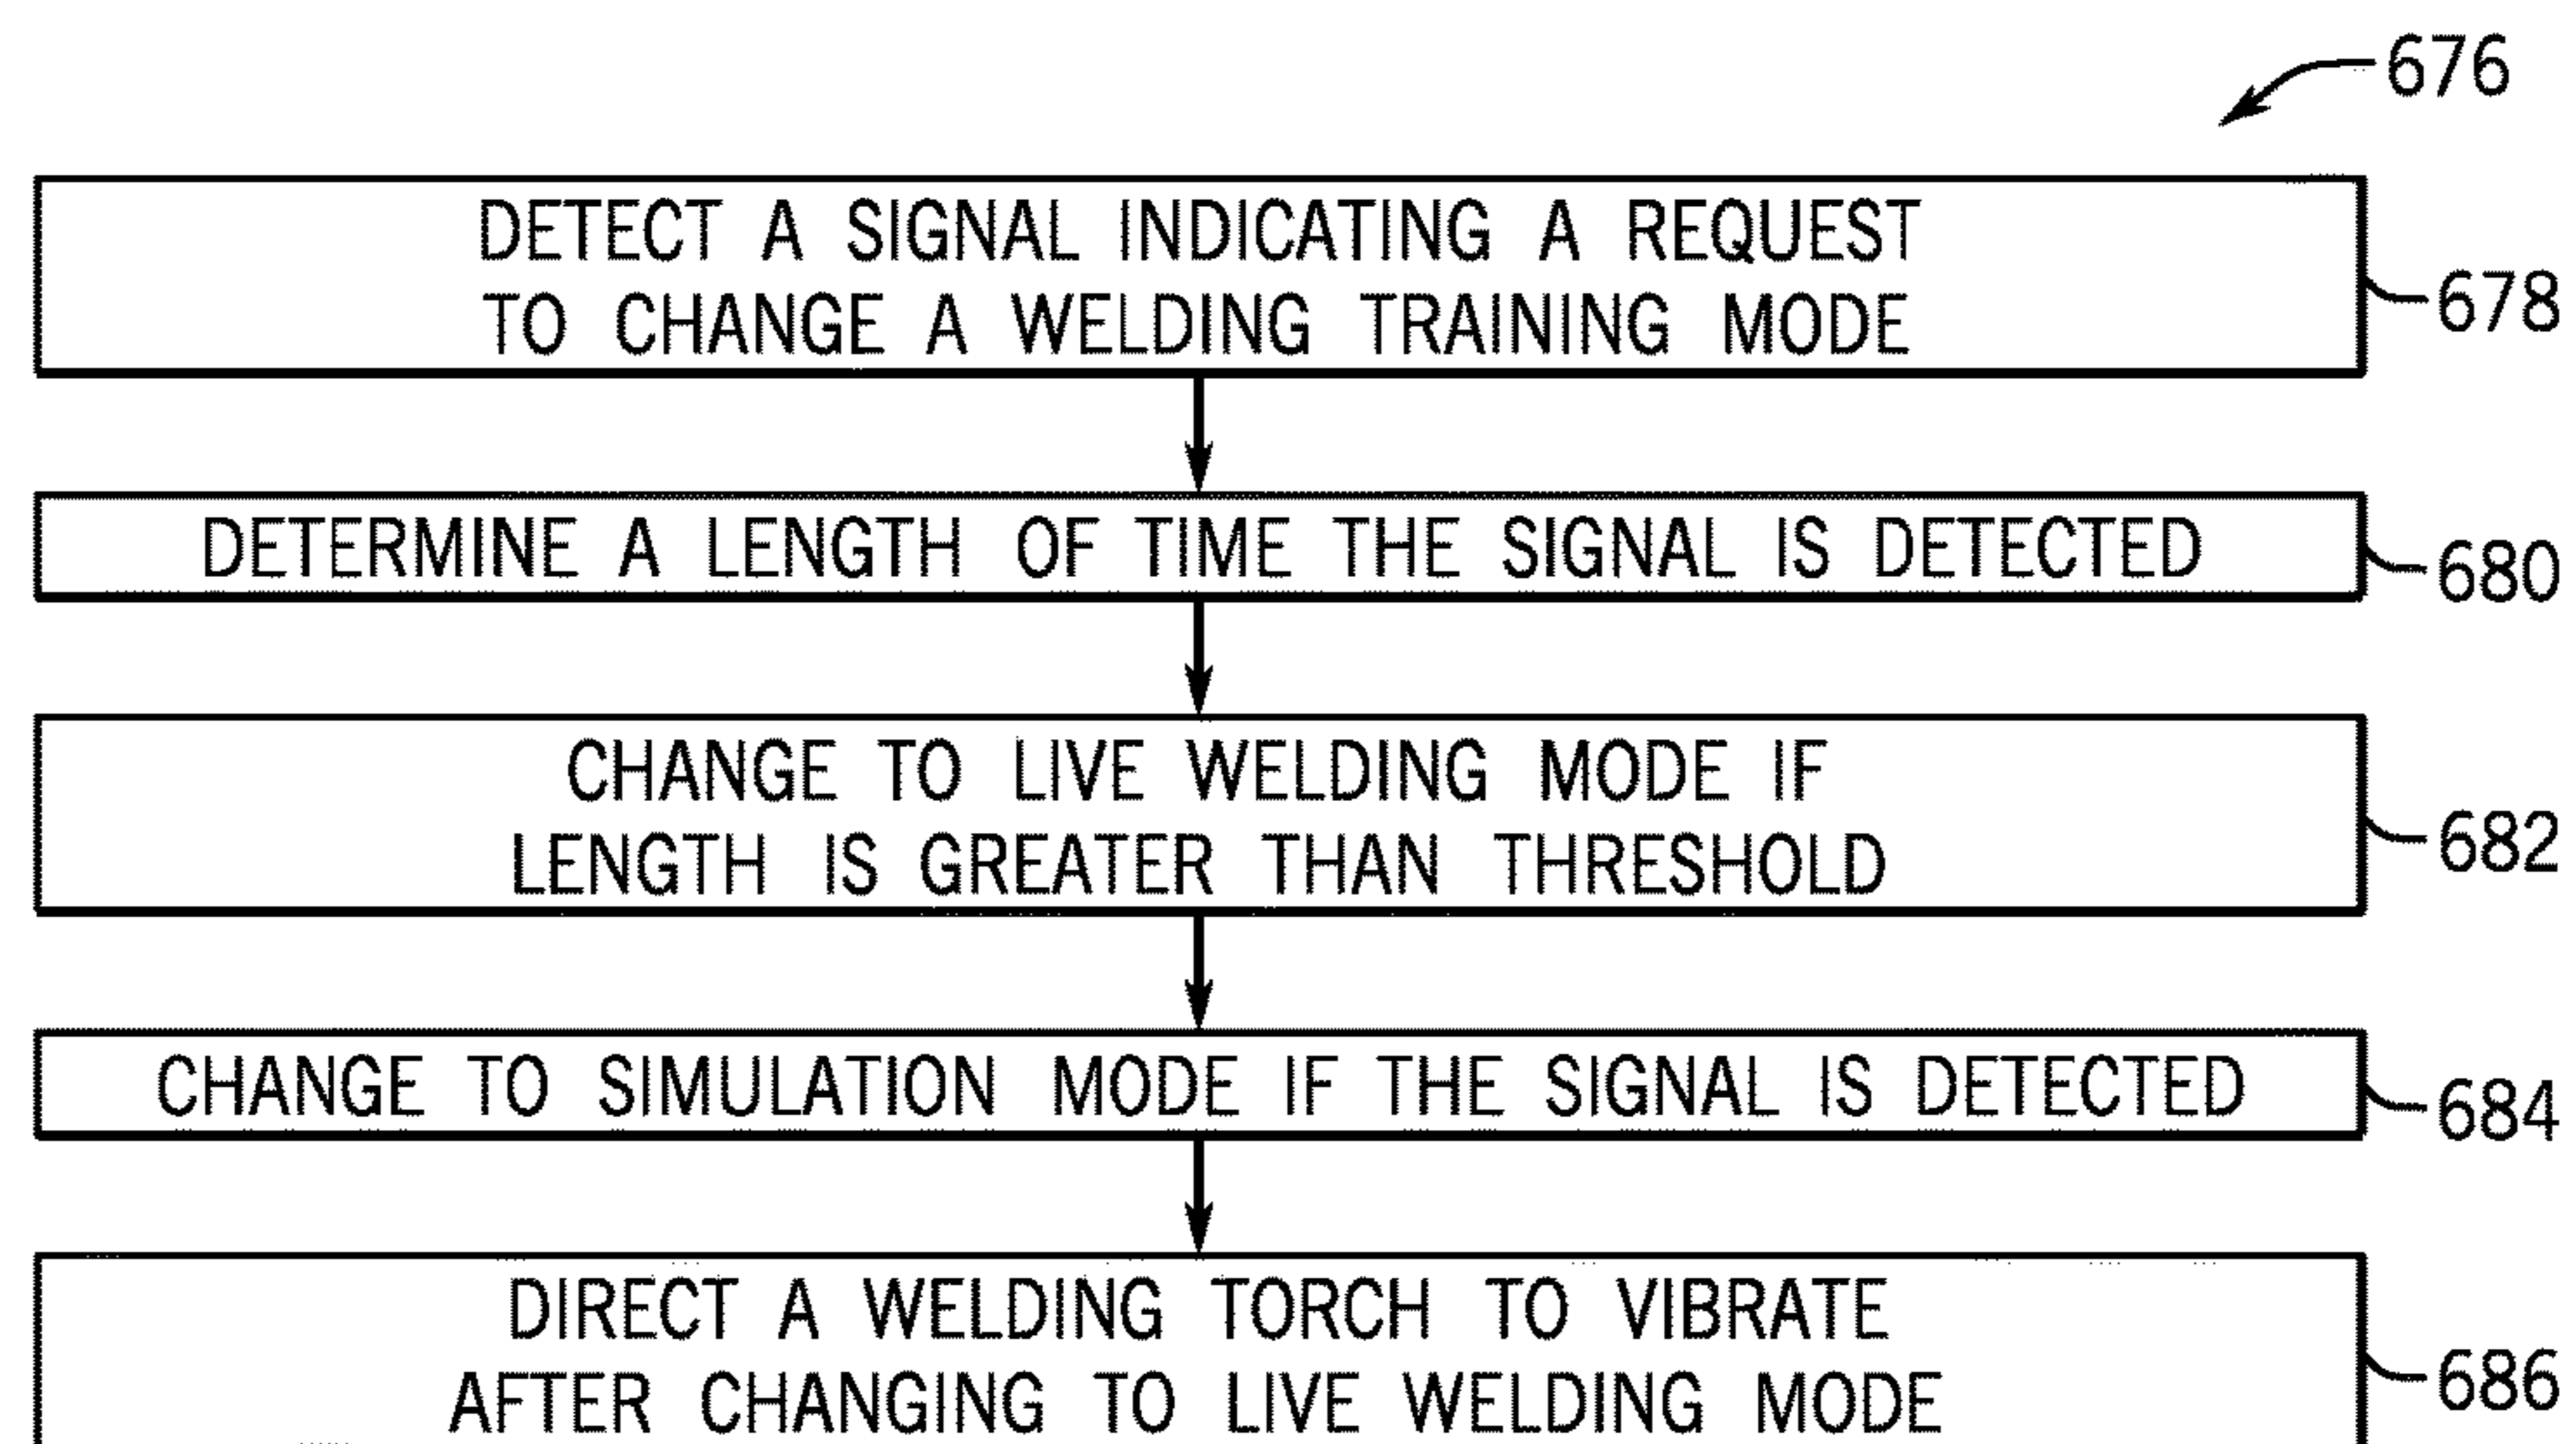 676
DETECT A SIGNAL INDICATING A REQUEST
TO CHANGE A WELDING TRAINING MODE
678
DETERMINE A LENGTH OF TIME THE SIGNAL IS DETECTED
680
CHANGE TO LIVE WELDING MODE IF
LENGTH IS GREATER THAN THRESHOLD
682
CHANGE TO SIMULATION MODE IF THE SIGNAL IS DETECTED
684
DIRECT A WELDING TORCH TO VIBRATE
AFTER CHANGING TO LIVE WELDING MODE
686